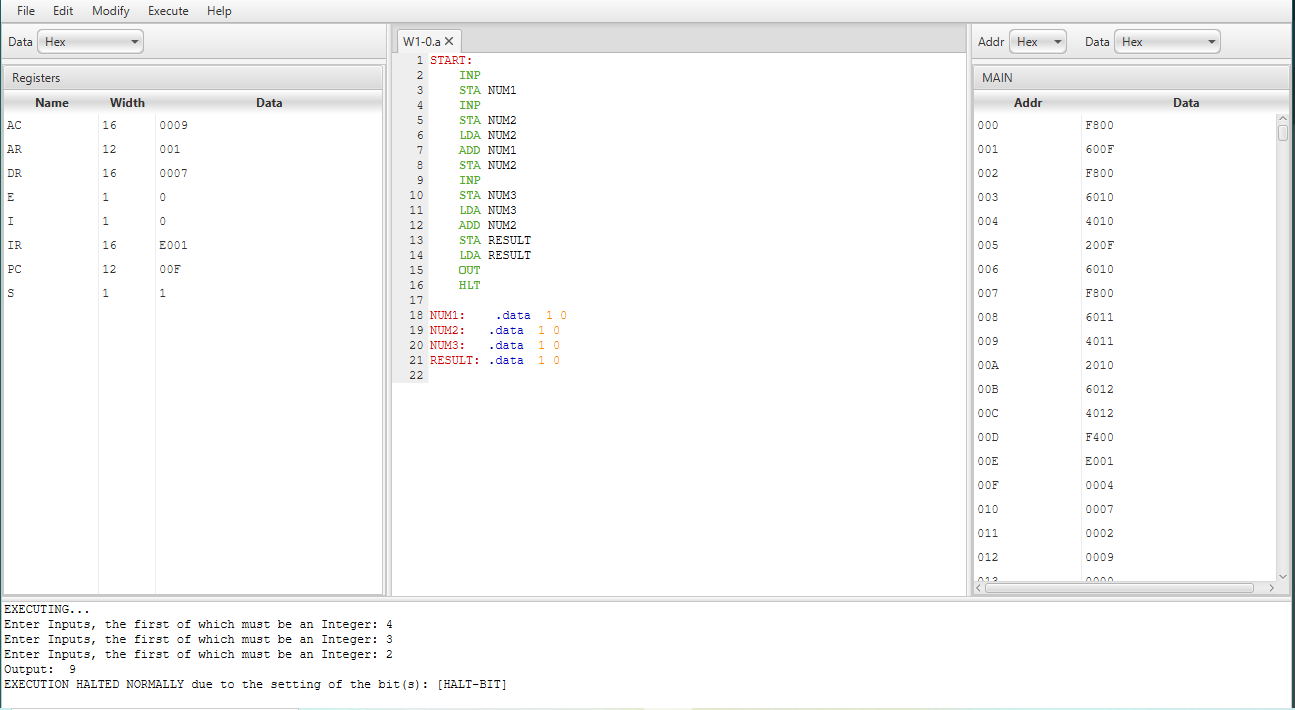 File Edit Modify Execute Help
Data Hex
Registers
Name Width Data
AC 16 0009
AR 12 001
DR 16 0007
E 1 0
I 1 0
IR 16 E001
PC 12 00F
S 1 1
W1-0.a
1 START:
2 INP
3 STA NUM1
4 INP
5 STA NUM2
6 LDA NUM2
7 ADD NUM1
8 STA NUM2
9 INP
10 STA NUM3
11 LDA NUM3
12 ADD NUM2
13 STA RESULT
14 LDA RESULT
15 OUT
16 HLT
17
18 NUM1: .data 1 0
19 NUM2: .data 1 0
20 NUM3: .data 1 0
21 RESULT: .data 1 0
22
Addr Hex Data Hex
MAIN
Addr Data
000 F800
001 600F
002 F800
003 6010
004 4010
005 200F
006 6010
007 F800
008 6011
009 4011
00A 2010
00B 6012
00C 4012
00D F400
00E E001
00F 0004
010 0007
011 0002
012 0009
013 0000
EXECUTING...
Enter Inputs, the first of which must be an Integer: 4
Enter Inputs, the first of which must be an Integer: 3
Enter Inputs, the first of which must be an Integer: 2
Output: 9
EXECUTION HALTED NORMALLY due to the setting of the bit(s): [HALT-BIT]